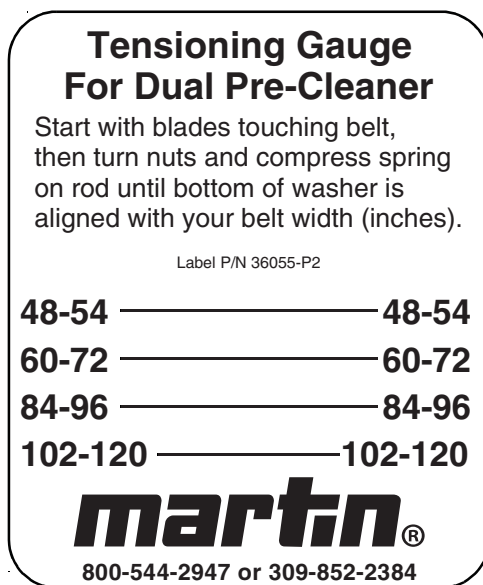 Tensioning Gauge
For Dual Pre-Cleaner
Start with blades touching belt,
then turn nuts and compress spring
on rod until bottom of washer is
aligned with your belt width (inches).
Label P/N 36055-P2
48-54 48-54
60-72 60-72
84-96 84-96
102-120 102-120
martin®
800-544-2947 or 309-852-2384